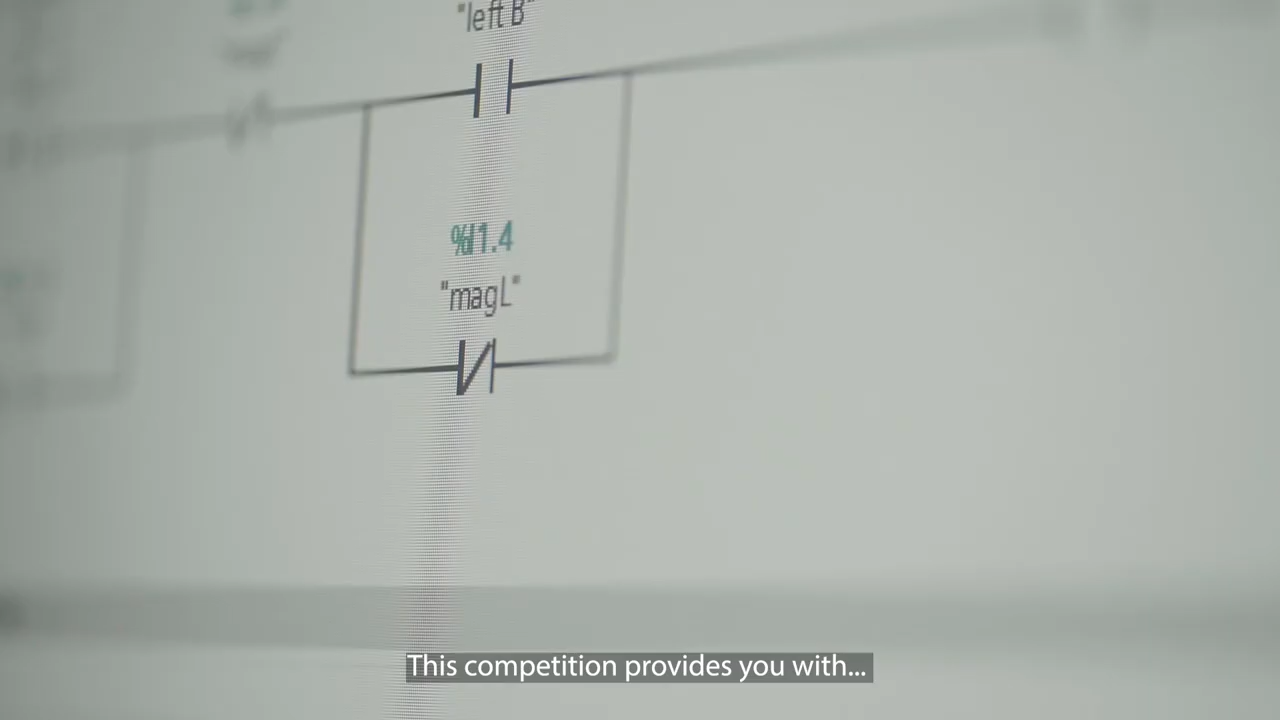 "left B"
%I1.4
"magL"
This competition provides you with...